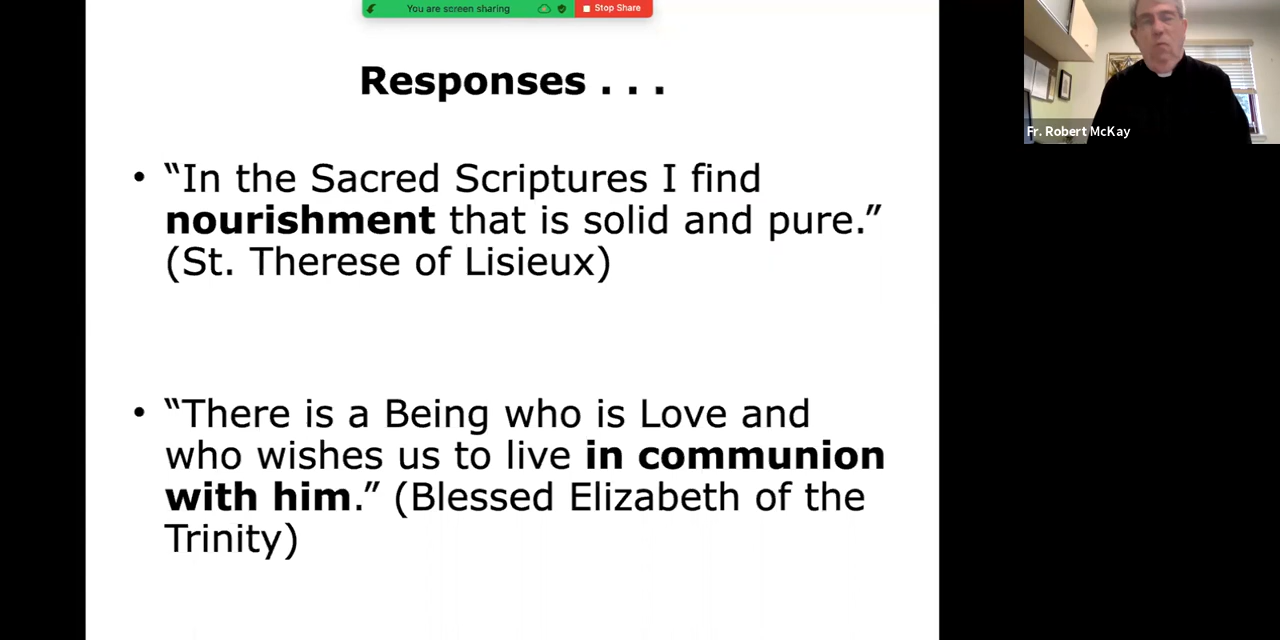 You are screen sharing
Stop Share
Responses . . .
• “In the Sacred Scriptures I find
nourishment that is solid and pure.”
(St. Therese of Lisieux)
• “There is a Being who is Love and
who wishes us to live in communion
with him.” (Blessed Elizabeth of the
Trinity)
Fr. Robert McKay